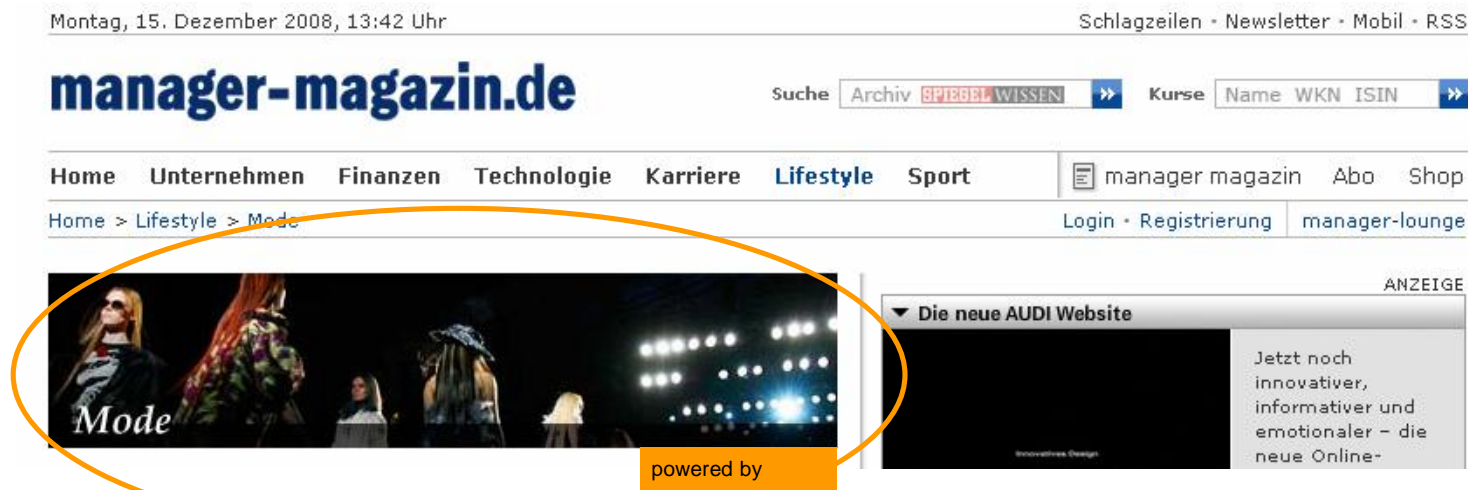 Montag, 15. Dezember 2008, 13:42 Uhr
Schlagzeilen • Newsletter • Mobil • RSS
manager-magazin.de
Suche Archiv SPIEGEL WISSEN »
Kurse Name WKN ISIN »
Home Unternehmen Finanzen Technologie Karriere Lifestyle Sport
manager magazin Abo Shop
Home > Lifestyle > Mode
Login • Registrierung manager-lounge
Mode
powered by
ANZEIGE
Die neue AUDI Website
Innovatives Design
Jetzt noch
innovativer,
informativer und
emotionaler – die
neue Online-